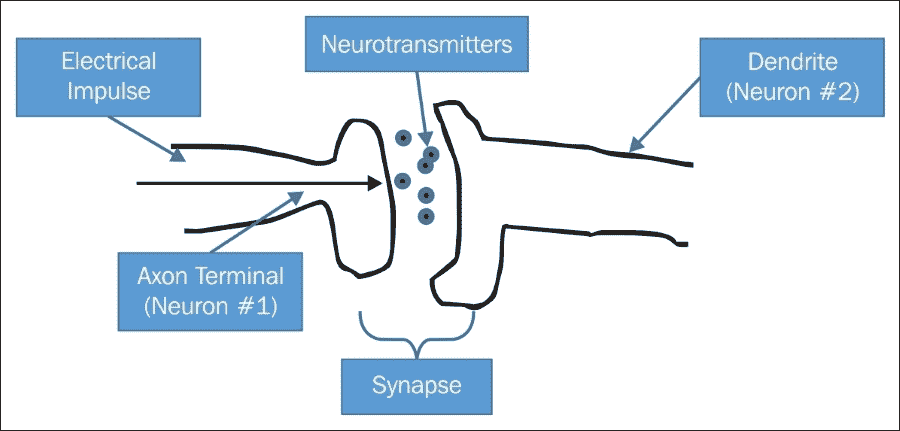 Electrical
Impulse
Neurotransmitters
Dendrite
(Neuron #2)
Axon Terminal
(Neuron #1)
Synapse